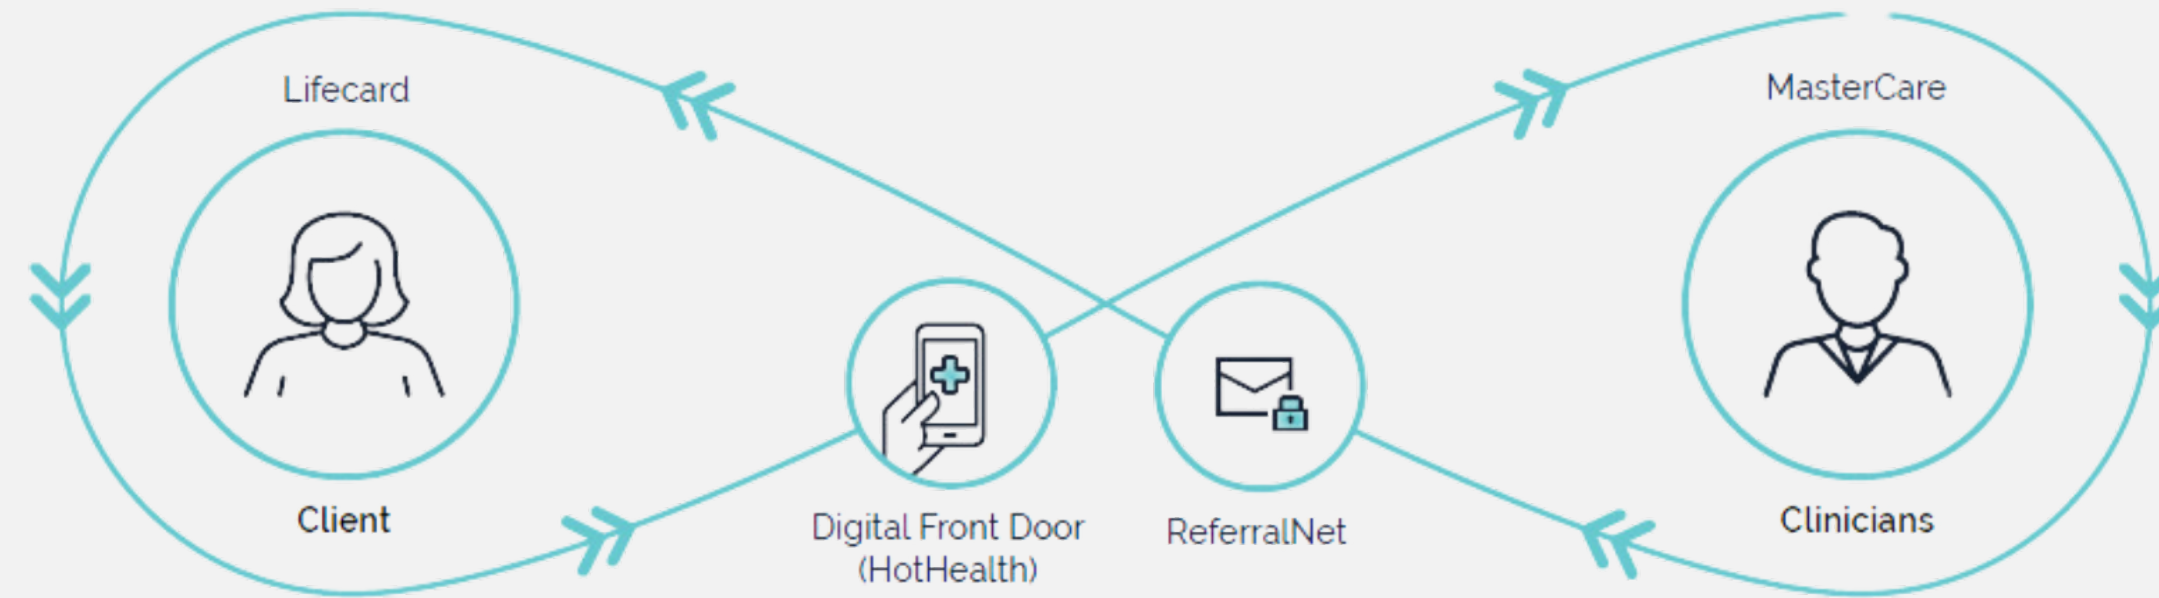 Lifecard
MasterCare
Client
Clinicians
Digital Front Door
(HotHealth)
ReferralNet